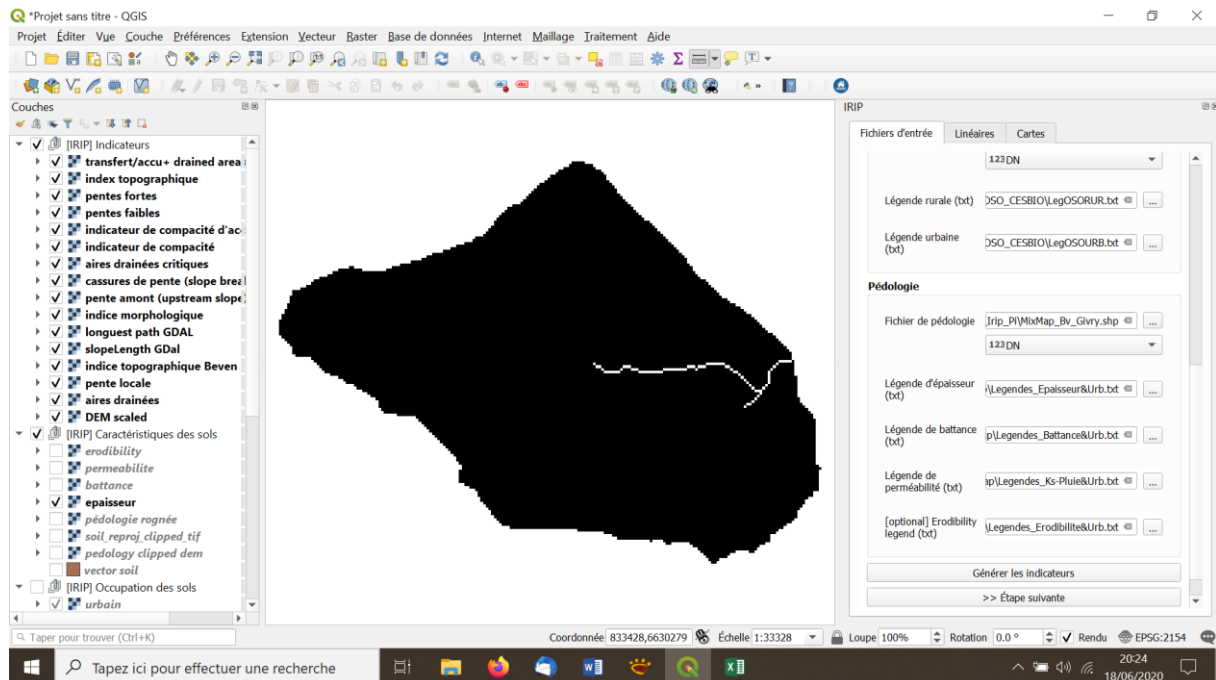 *Projet sans titre - QGIS
Projet Éditer Vue Couche Préférences Extension Vecteur Raster Base de données Internet Maillage Traitement Aide
Couches
[IRIP] Indicateurs
transfert/accu+ drained area
index topographique
pentes fortes
pentes faibles
indicateur de compacité d'ac
indicateur de compacité
aires drainées critiques
cassures de pente (slope brea
pente amont (upstream slope
indice morphologique
longuest path GDAL
slopeLength GDal
indice topographique Beven
pente locale
aires drainées
DEM scaled
[IRIP] Caractéristiques des sols
erodibility
permeabilite
battance
epaisseur
pédologie rognée
soil_reproj_clipped_tif
pedology clipped dem
vector soil
[IRIP] Occupation des sols
urbain
IRIP
Fichiers d'entrée Linéaires Cartes
123 DN
Légende rurale (txt) OSO_CESBIO\LegOSORUR.txt ...
Légende urbaine (txt) OSO_CESBIO\LegOSOURB.txt ...
Pédologie
Fichier de pédologie _Irip_Pi\MixMap_Bv_Givry.shp ...
123 DN
Légende d'épaisseur (txt) \Legendes_Epaisseur&Urb.txt ...
Légende de battance (txt) p\Legendes_Battance&Urb.txt ...
Légende de perméabilité (txt) ap\Legendes_Ks-Pluie&Urb.txt ...
[optional] Erodibility legend (txt) \Legendes_Erodibilite&Urb.txt ...
Générer les indicateurs
>> Étape suivante
Taper pour trouver (Ctrl+K) Coordonnée 833428,6630279 Échelle 1:33328 Loupe 100% Rotation 0.0 ° Rendu EPSG:2154
Tapez ici pour effectuer une recherche
20:24
18/06/2020